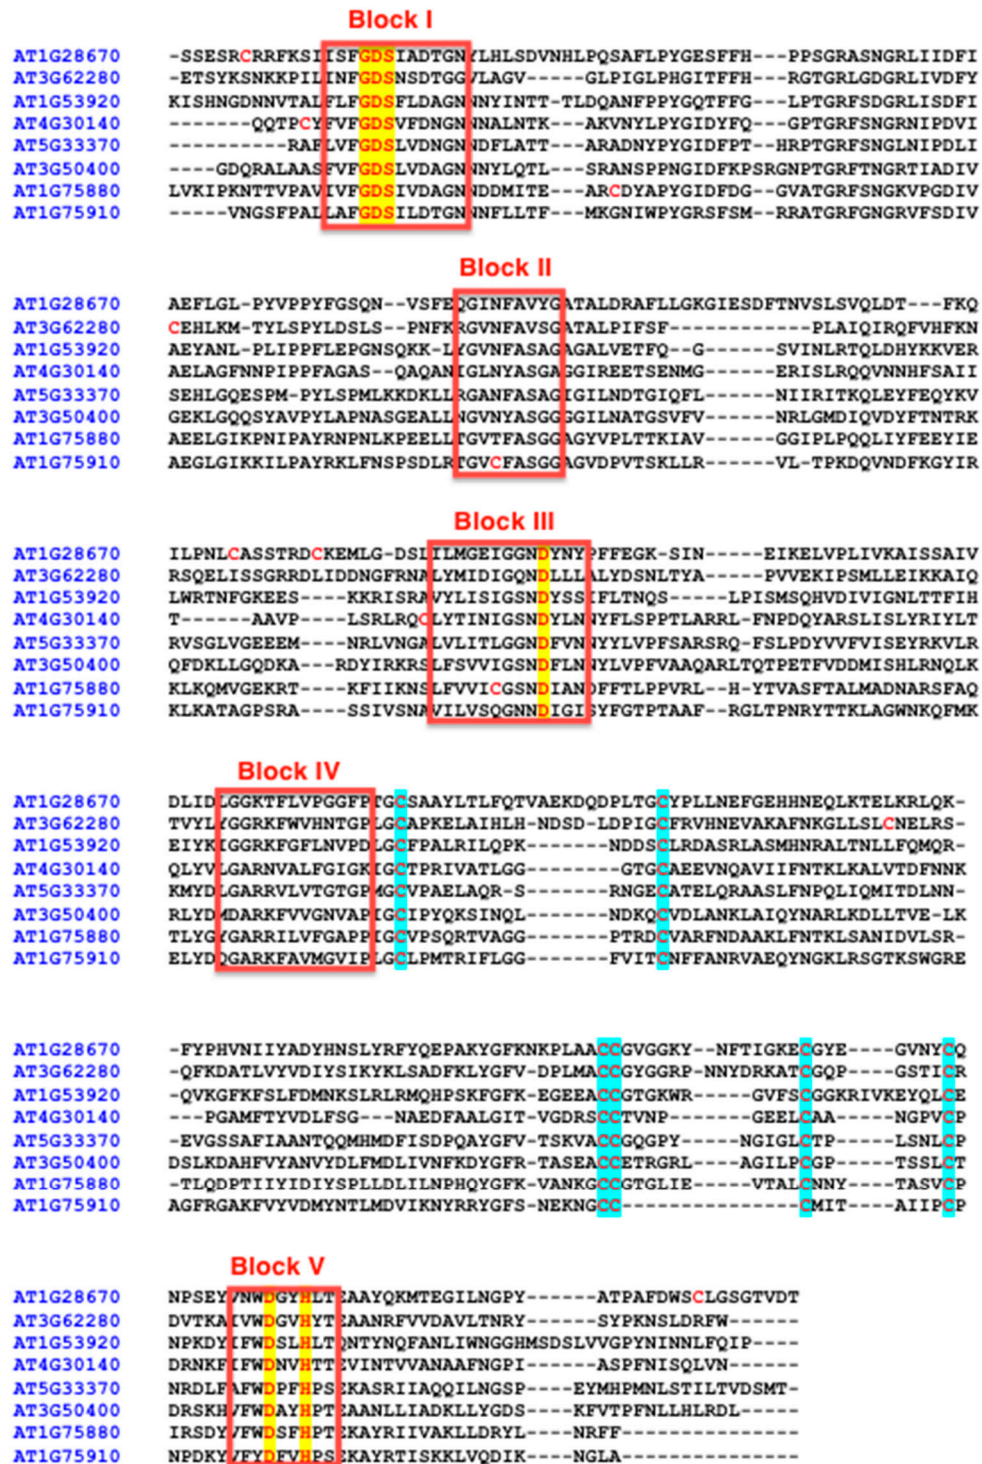 Block I
AT1G28670 -SSESRCRRFKSIISFGDSIADTGNYLHLSDVNHLPQSAFLPYGESFFH---PPSGRASNGRLIIDFI
AT3G62280 -ETSYKSNKKPILINFGDSNSDTGGVLAGV-----GLPIGLPHGITFFH---RGTGRLGDGRLIVDFY
AT1G53920 KISHNGDNNVTALFLFGDSFLDAGNNNYINTT-TLDQANFPPYGQTFFG---LPTGRFSDGRLISDFI
AT4G30140 -------QQTPCYFVFGDSVFDNGNNNALNTK---AKVNYLPYGIDYFQ---GPTGRFSNGRNIPDVI
AT5G33370 ----------RAFLVFGDSLVDNGNNDFLATT---ARADNYPYGIDFPT---HRPTGRFSNGLNIPDLI
AT3G50400 ----GDQRALAASFVFGDSLVDAGNNNYLQTL---SRANSPPNGIDFKPSRGNPTGRFTNGRTIADIV
AT1G75880 LVKIPKNTTVPAVIVFGDSIVDAGNNDDMITE---ARCDYAPYGIDFDG---GVATGRFSNGKVPGDIV
AT1G75910 -----VNGSFPALLAFGDSILDTGNNNFLLTF---MKGNIWPYGRSFSM---RRATGRFGNGRVFSDIV
Block II
AT1G28670 AEFLGL-PYVPPYFGSQN--VSFEQGINFAVYGATALDRAFLLGKGIESDFTNVSLSVQLDT---FKQ
AT3G62280 CEHLKM-TYLSPYLDSLS--PNFKRGVNFAVSGATALPIFSF------------PLAIQIRQFVHFKN
AT1G53920 AEYANL-PLIPPFLEPGNSQKK-LYGVNFASAGAGALVETFQ--G------SVINLRTQLDHYKKVER
AT4G30140 AELAGFNNPIPPFAGAS--QAQANIGLNYASGAGGIREETSENMG------ERISLRQQVNNHFSAII
AT5G33370 SEHLGQESPM-PYLSPMLKKDKLLRGANFASAGIGILNDTGIQFL------NIIRITKQLEYFEQYKV
AT3G50400 GEKLGQQSYAVPYLAPNASGEALLNGVNYASGGGGILNATGSVFV------NRLGMDIQVDYFTNTRK
AT1G75880 AEELGIKPNIPAYRNPNLKPEELLTGVTFASGGAGYVPLTTKIAV------GGIPLPQQLIYFEEYIE
AT1G75910 AEGLGIKKILPAYRKLFNSPSDLRTGVCFASGGAGVDPVTSKLLR------VL-TPKDQVNDFKGYIR
Block III
AT1G28670 ILPNLCASSTRDCKEMLG-DSLILMGEIGGNDYNYPFFEGK-SIN-----EIKELVPLIVKAISSAIV
AT3G62280 RSQELISSGRRDLIDDNGFRNALYMIDIGQNDLLLALYDSNLTYA-----PVVEKIPSMLLEIKKAIQ
AT1G53920 LWRTNFGKEES-----KKRISRAVYLISIGSNDYSSIFLTNQS------LPISMSQHVDIVIGNLTTFIH
AT4G30140 T------AAVP-----LSRLRQCLYTINIGSNDYLNNYFLSPPTLARRL-FNPDQYARSLISLYRIYLT
AT5G33370 RVSGLVGEEEM----NRLVNGALVLITLGGNDFVNNYYLVPFSARSRQ-FSLPDYVVFVISEYRKVLR
AT3G50400 QFDKLLGQDKA----RDYIRKRSLFSVVIGSNDFLNNYLVPFVAAQARLTQTPETFVDDMISHLRNQLK
AT1G75880 KLKQMVGEKRT----KFIIKNSLFVVICGSNDIANDFFTLPPVRL--H-YTVASFTALMADNARSFAQ
AT1G75910 KLKATAGPSRA----SSIVSNAVILVSQGNNDIGISYFGTPTAAF--RGLTPNRYTTKLAGWNKQFMK
Block IV
AT1G28670 DLIDLGGKTFLVPGGFPTGCSAAYLTLFQTVAEKDQDPLTGCYPLLNEFGEHHNEQLKTELKRLQK-
AT3G62280 TVYLYGGRKFWVHNTGPLGCAPKELAIHLH-NDSD-LDPIGCFRVHNEVAKAFNKGLLSLCNELRS-
AT1G53920 EIYKIGGRKFGFLNVPDLGCFPALRILQPK-------NDDSCLRDASRLASMHNRALTNLLFQMQR-
AT4G30140 QLYVLGARNVALFGIGKIGCTPRIVATLGG--------GTGCAEEVNQAVIIFNTKLKALVTDFNNK
AT5G33370 KMYDLGARRVLVTGTGPMGCVPAELAQR-S-------RNGECATELQRAASLFNPQLIQMITDLNN-
AT3G50400 RLYDMDARKFVVGNVAPIGCIPYQKSINQL-------NDKQCVDLANKLAIQYNARLKDLLTVE-LK
AT1G75880 TLYGYGARRILVFGAPPIGCVPSQRTVAGG-------PTRDCVARFNDAAKLFNTKLSANIDVLSR-
AT1G75910 ELYDQGARKFAVMGVIPLGCLPMTRIFLGG-------FVITCNFFANRVAEQYNGKLRSGTKSWGRE
AT1G28670 -FYPHVNIIYADYHNSLYRFYQEPAKYGFKNKPLAACCGVGGKY--NFTIGKECGYE----GVNYCQ
AT3G62280 -QFKDATLVYVDIYSIKYKLSADFKLYGFV-DPLMACCGYGGRP-NNYDRKATCGQP----GSTICR
AT1G53920 -QVKGFKFSLFDMNKSLRLRMQHPSKFGFK-EGEEACCGTGKWR----GVFSCGGKRIVKEYQLCE
AT4G30140 ---PGAMFTYVDLFSG---NAEDFAALGIT-VGDRSCCTVNP-----GEELCAA----NGPVCP
AT5G33370 -EVGSSAFIAANTQQMHMDFISDPQAYGFV-TSKVACCGQGPY-----NGIGLCTP----LSNLCP
AT3G50400 DSLKDAHFVYANVYDLFMDLIVNFKDYGFR-TASEACCETRGRL----AGILPCGP----TSSLCT
AT1G75880 -TLQDPTIIYIDIYSPLLDLILNPHQYGFK-VANKGCCGTGLIE-----VTALCNNY----TASVCP
AT1G75910 AGFRGAKFVYVDMYNTLMDVIKNYRRYGFS-NEKNGCC---------------CMIT----AIIPCP
Block V
AT1G28670 NPSEYVNWDGYHLTEAAYQKMTEGILNGPY------ATPAFDWSCLGSGTVDT
AT3G62280 DVTKAIVWDGVHYTEAANRFVVDAVLTNRY------SYPKNSLDRFW------
AT1G53920 NPKDYIFWDSLHLTQNTYNQFANLIWNGGHMSDSLVVGPYNINNLFQIP----
AT4G30140 DRNKFIFWDNVHTTEVINTVVANAAFNGPI------ASPFNISQLVN------
AT5G33370 NRDLFAFWDPFHPSEKASRIIAQQILNGSP-----EYMHPMNLSTILTVDSMT-
AT3G50400 DRSKHVFWDAYHPTEAANLLIADKLLYGDS-----KFVTPFNLLHLRDL-----
AT1G75880 IRSDYVFWDSFHPTEKAYRIIVAKLLDRYL-----NRFF---------------
AT1G75910 NPDKYVFYDFVHPSEKAYRTISKKLVQDIK-----NGLA---------------